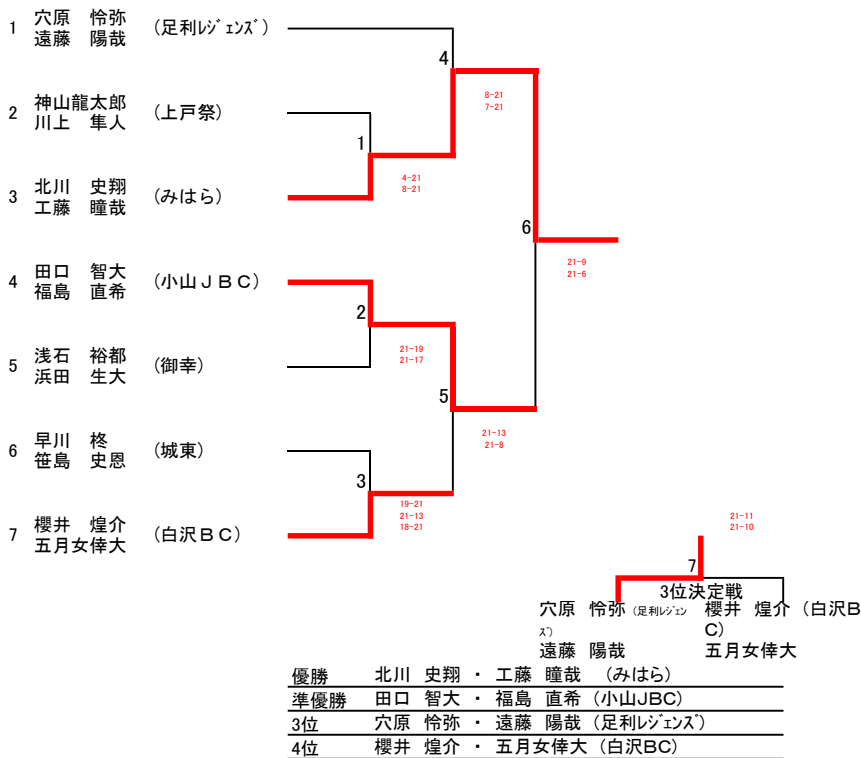 1 穴原　怜弥 （足利ﾚｼﾞｪﾝｽﾞ）
遠藤　陽哉
4
8-21
7-21
2 神山龍太郎 （上戸祭）
川上　隼人
1
4-21
8-21
3 北川　史翔 （みはら）
工藤　瞳哉
6
21-9
21-6
4 田口　智大 （小山ＪＢＣ）
福島　直希
2
21-19
21-17
5 浅石　裕都 （御幸）
浜田　生大
5
21-13
21-8
6 早川　柊 （城東）
笹島　史恩
3
19-21
21-13
18-21
7 櫻井　煌介 （白沢ＢＣ）
五月女倖大
21-11
21-10
7
3位決定戦
穴原 怜弥（足利ﾚｼﾞｪﾝ
ｽﾞ）
遠藤 陽哉
櫻井 煌介（白沢B
C）
五月女倖大
優勝 北川 史翔 ・ 工藤 瞳哉 （みはら）
準優勝 田口 智大 ・ 福島 直希（小山JBC）
3位 穴原 怜弥 ・ 遠藤 陽哉（足利ﾚｼﾞｪﾝｽﾞ）
4位 櫻井 煌介 ・ 五月女倖大（白沢BC）